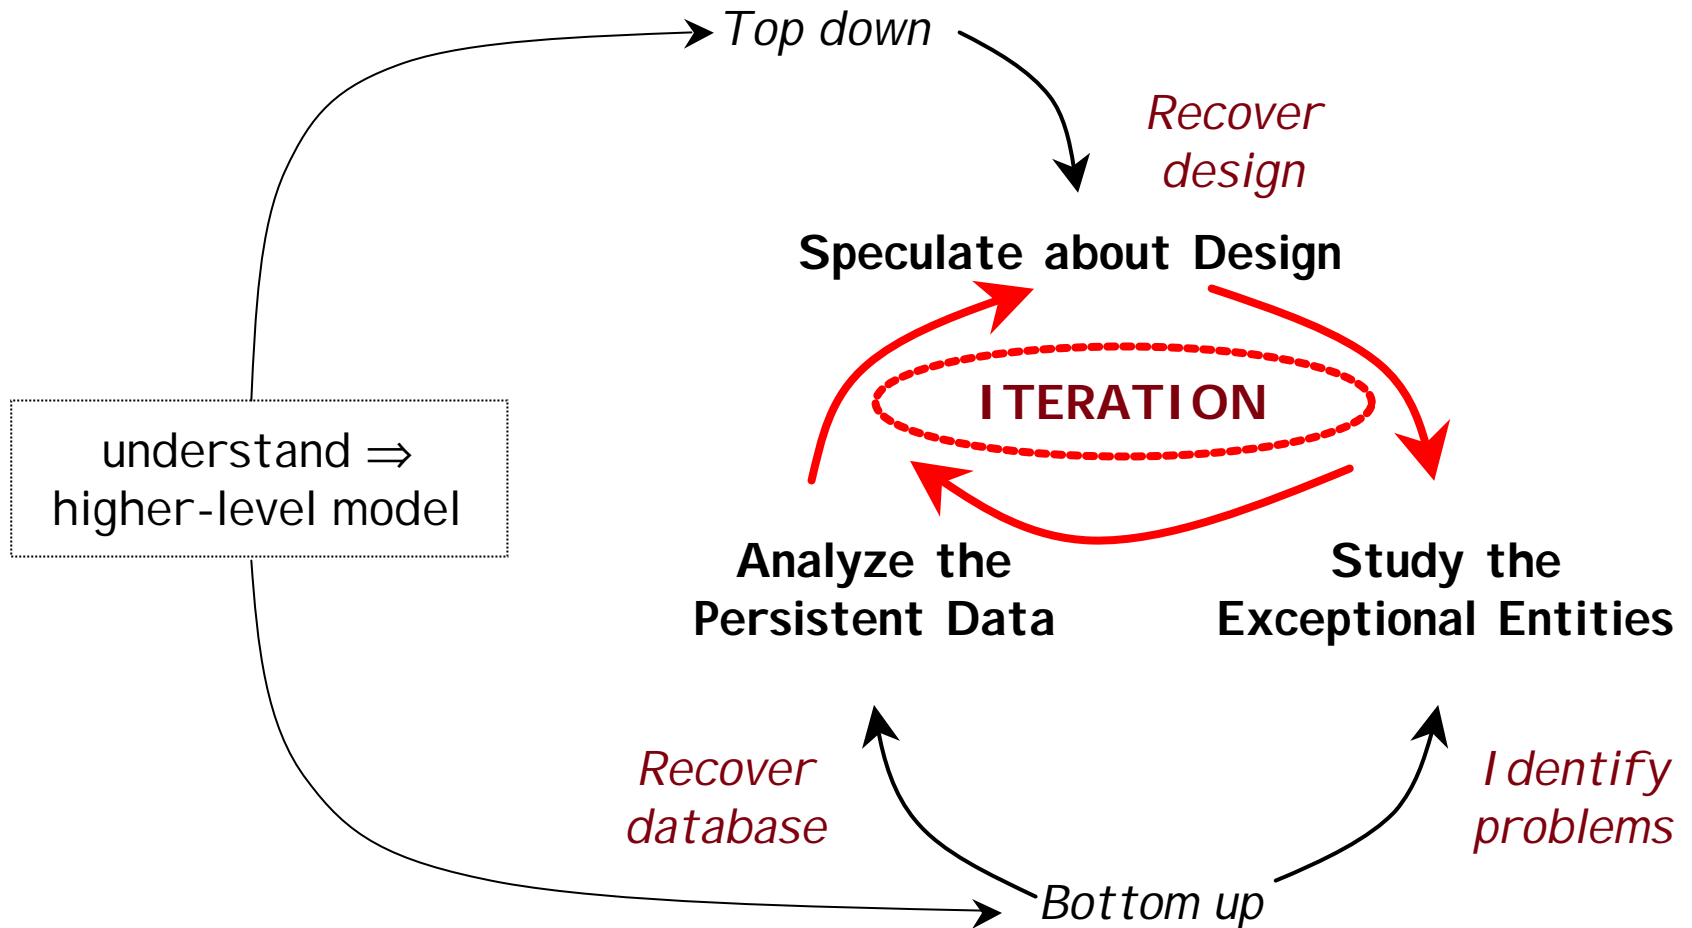 Top down
Recover
design
Speculate about Design
ITERATION
understand ⇒
higher-level model
Analyze the
Persistent Data
Study the
Exceptional Entities
Recover
database
Identify
problems
Bottom up